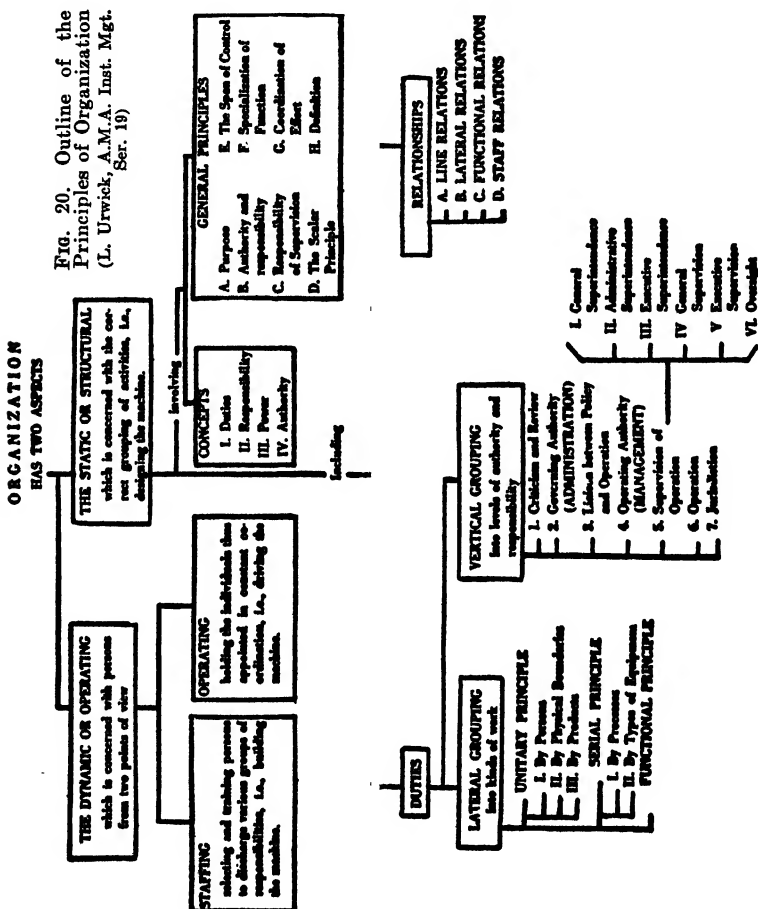 FIG. 20. Outline of the
Principles of Organization
(L. Urwick, A.M.A. Inst. Mgt.
Ser. 19)
ORGANIZATION
HAS TWO ASPECTS
THE DYNAMIC OR OPERATING
which is concerned with persons
from two points of view
STAFFING
selecting and training persons
to discharge various groups of
responsibilities, i.e., building
the machine.
OPERATING
holding the individuals thus
appointed in constant co-
ordination, i.e., driving the
machine.
THE STATIC OR STRUCTURAL
which is concerned with the cor-
rect grouping of activities, i.e.,
designing the machine.
involving
CONCEPTS
I. Duties
II. Responsibility
III. Power
IV. Authority
GENERAL PRINCIPLES
A. Purpose
B. Authority and
responsibility
C. Responsibility
of Supervision
D. The Scalar
Principle
E. The Span of Control
F. Specialization of
Function
G. Coordination of
Effort
H. Definition
Including
DUTIES
LATERAL GROUPING
into kinds of work
UNITARY PRINCIPLE
I. By Persons
II. By Physical Boundaries
III. By Products
SERIAL PRINCIPLE
I. By Processes
II. By Types of Equipment
FUNCTIONAL PRINCIPLE
VERTICAL GROUPING
into levels of authority and
responsibility
1. Criticism and Review
2. Governing Authority
(ADMINISTRATION)
3. Liaison between Policy
and Operation
4. Operating Authority
(MANAGEMENT)
5. Supervision of
Operation
6. Operation
7. Jurisdiction
I. General
Superintendence
II. Administrative
Superintendence
III. Executive
Superintendence
IV General
Supervision
V Executive
Supervision
VI. Oversight
RELATIONSHIPS
A. LINE RELATIONS
B. LATERAL RELATIONS
C. FUNCTIONAL RELATIONS
D. STAFF RELATIONS